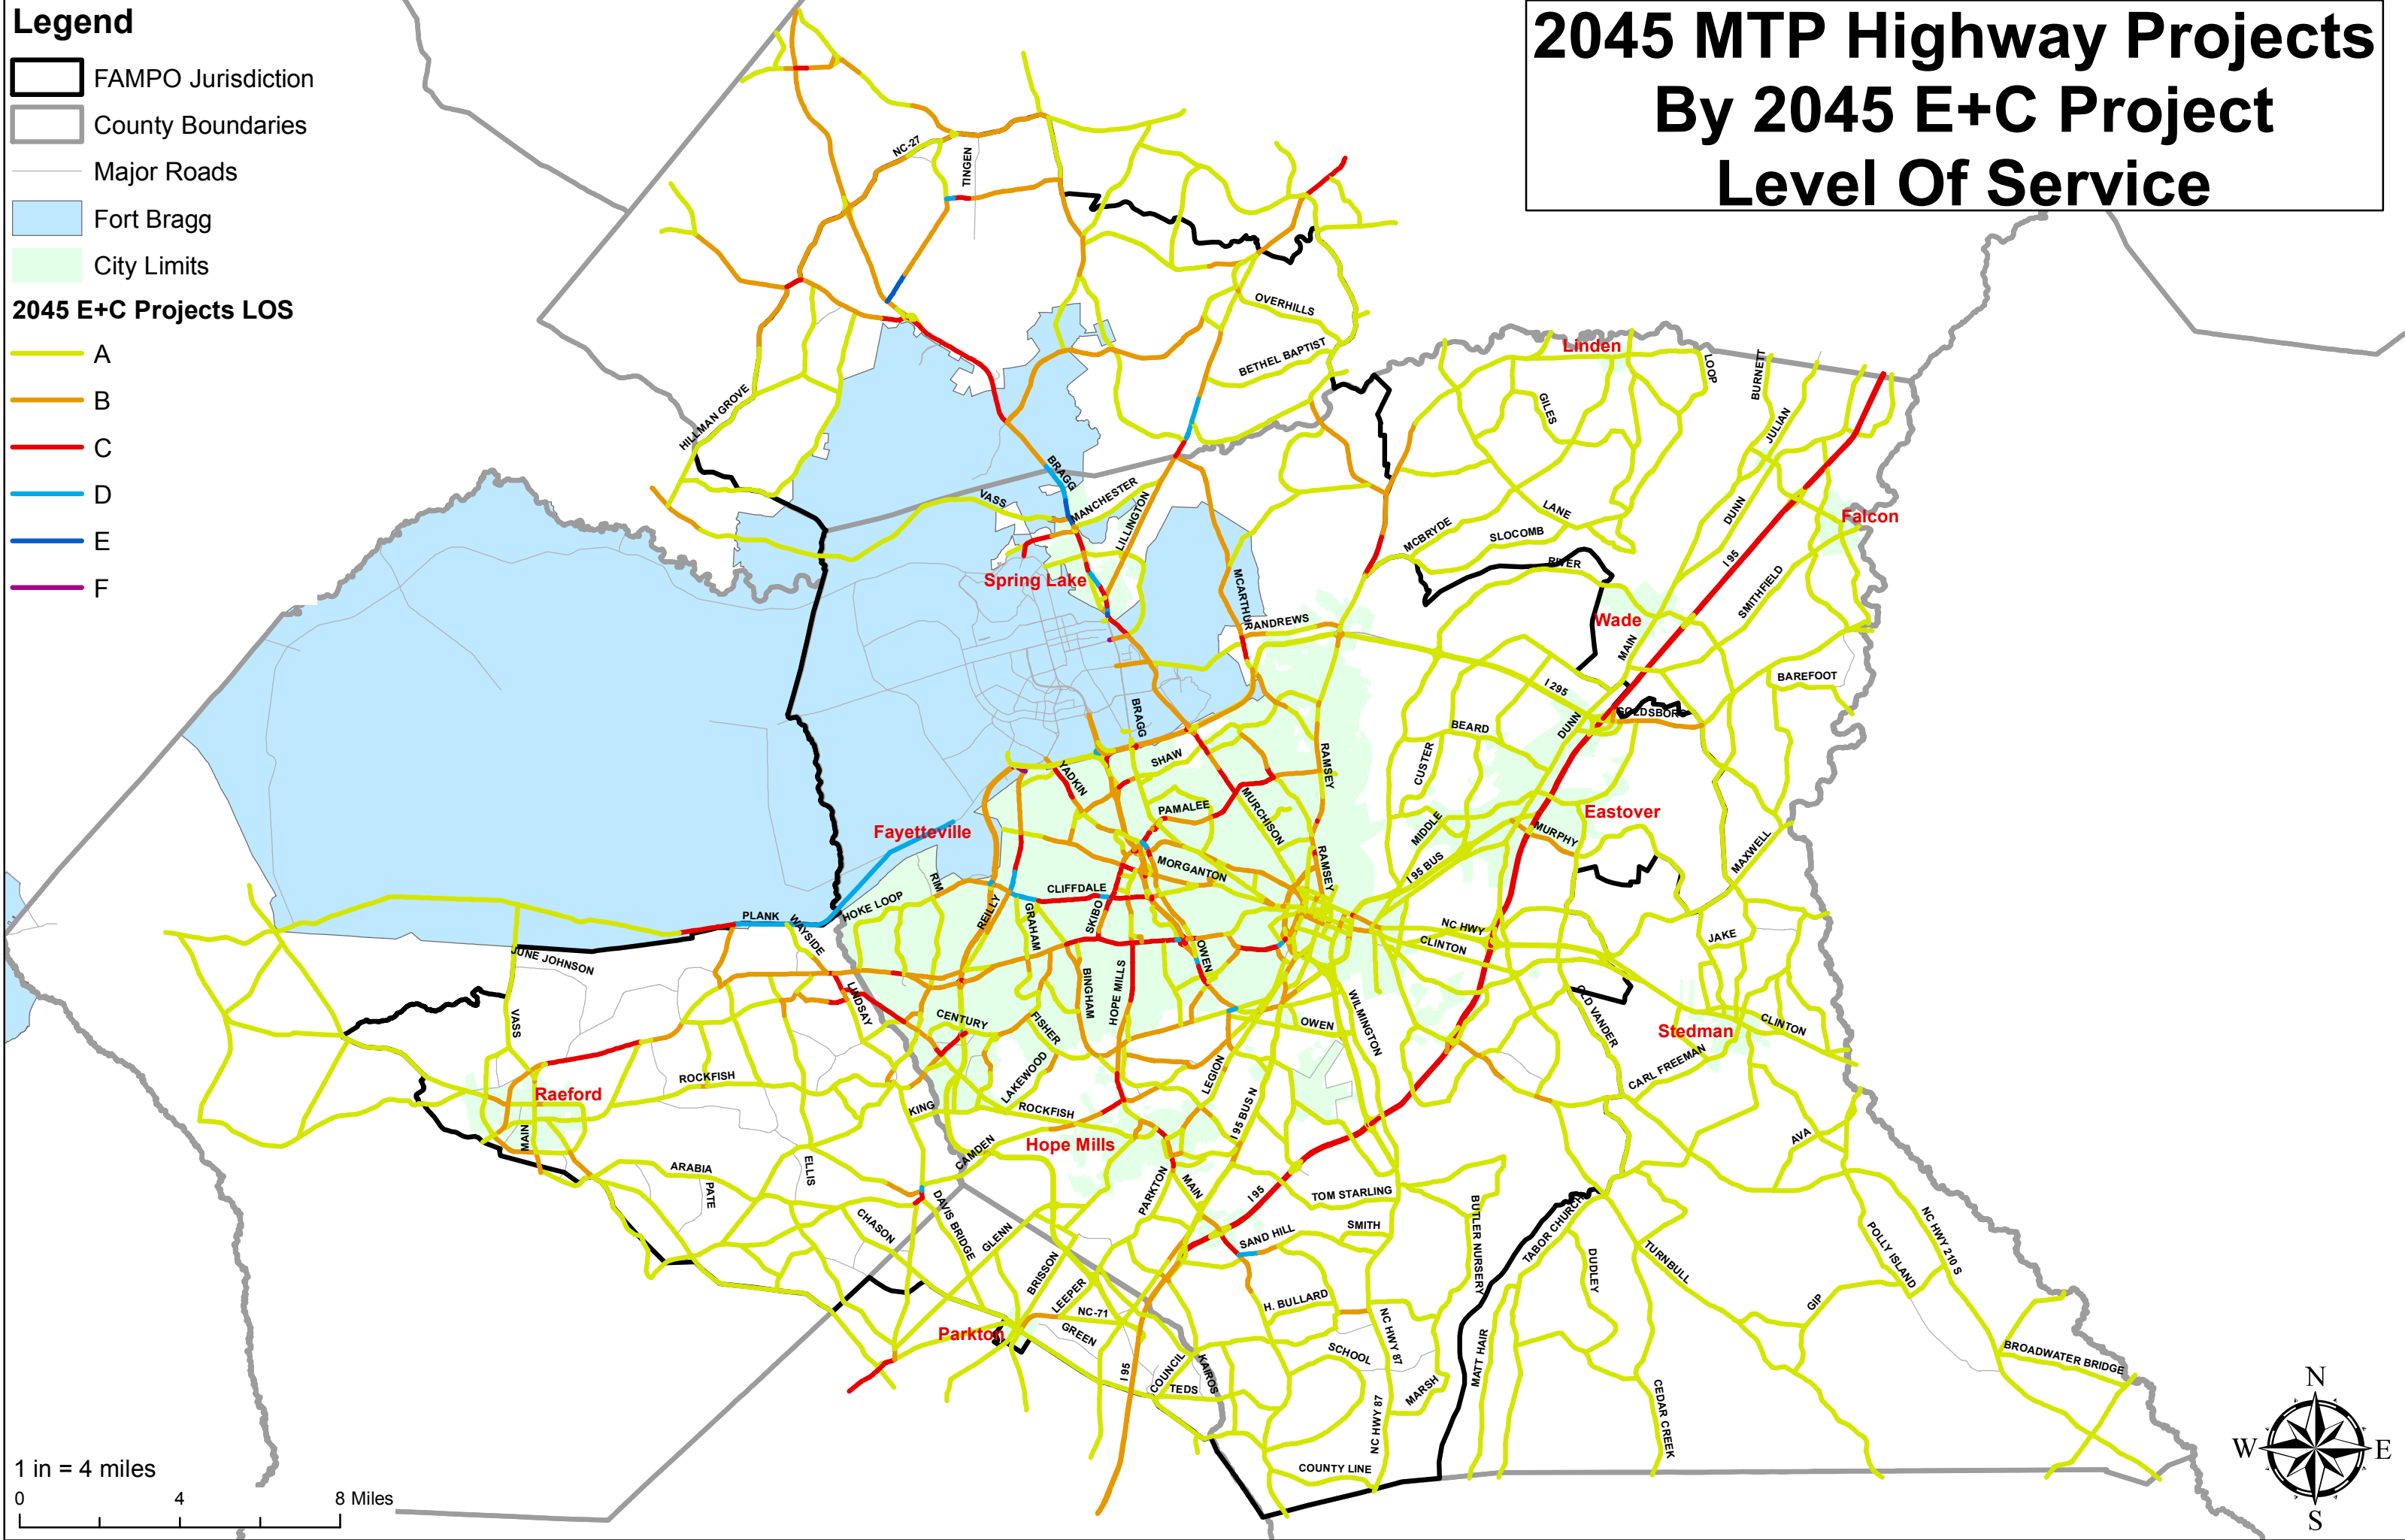 Legend
FAMPO Jurisdiction
County Boundaries
Major Roads
Fort Bragg
City Limits
2045 E+C Projects LOS
A
B
C
D
E
F
2045 MTP Highway Projects
By 2045 E+C Project
Level Of Service
NC-27
TINGEN
OVERHILLS
BETHEL BAPTIST
HILLMAN GROVE
Linden
LOOP
BURNETT
GILES
JULIAN
BRAGG
VASS
MANCHESTER
LILLINGTON
LANE
DUNN
Falcon
MCBRYDE
SLOCOMB
RIVER
I 95
Spring Lake
MCARTHUR
ANDREWS
Wade
SMITHFIELD
MAIN
BAREFOOT
I 295
BRAGG
GOLDSBORO
DUNN
BEARD
CUSTER
SHAW
RAMSEY
YADKIN
PAMALEE
MURCHISON
Eastover
Fayetteville
MIDDLE
MURPHY
MAXWELL
MORGANTON
RAMSEY
I 95 BUS
RIM
CLIFFDALE
HOKE LOOP
PLANK
WAYSIDE
REILLY
GRAHAM
SKIBO
OWEN
NC HWY
CLINTON
JAKE
JUNE JOHNSON
BINGHAM
HOPE MILLS
LINDSAY
VASS
CENTURY
FISHER
OWEN
WILMINGTON
OLD VANDER
Stedman
CLINTON
CARL FREEMAN
LAKEWOOD
LEGION
ROCKFISH
Raeford
KING
ROCKFISH
I 95 BUS N
MAIN
Hope Mills
CAMDEN
AVA
ARABIA
PATE
ELLIS
PARKTON
MAIN
I 95
TOM STARLING
DAVIS BRIDGE
CHASON
GLENN
SAND HILL
SMITH
BUTLER NURSERY
TABOR CHURCH
DUDLEY
TURNBULL
POLLY ISLAND
NC HWY 210 S
BRISSON
LEEPER
NC-71
GREEN
H. BULLARD
GIP
Parkton
NC HWY 87
SCHOOL
MATT HAIR
BROADWATER BRIDGE
I 95
COUNCIL
KAIROS
TEDS
MARSH
NC HWY 87
CEDAR CREEK
COUNTY LINE
1 in = 4 miles
0 4 8 Miles
N
W E
S